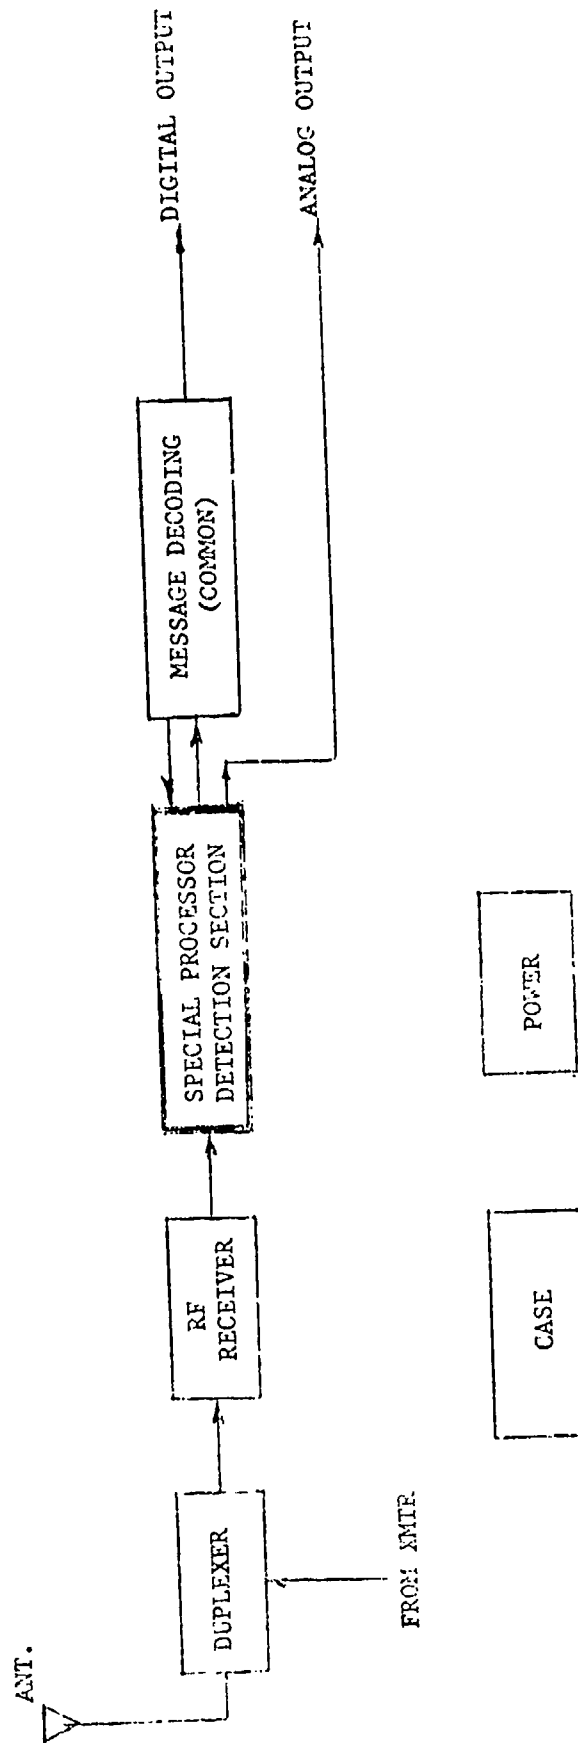 ANT.
DUPLEXER
FROM XMTR
RF
RECEIVER
SPECIAL PROCESSOR
DETECTION SECTION
MESSAGE DECODING
(COMMON)
DIGITAL OUTPUT
ANALOG OUTPUT
CASE
POWER